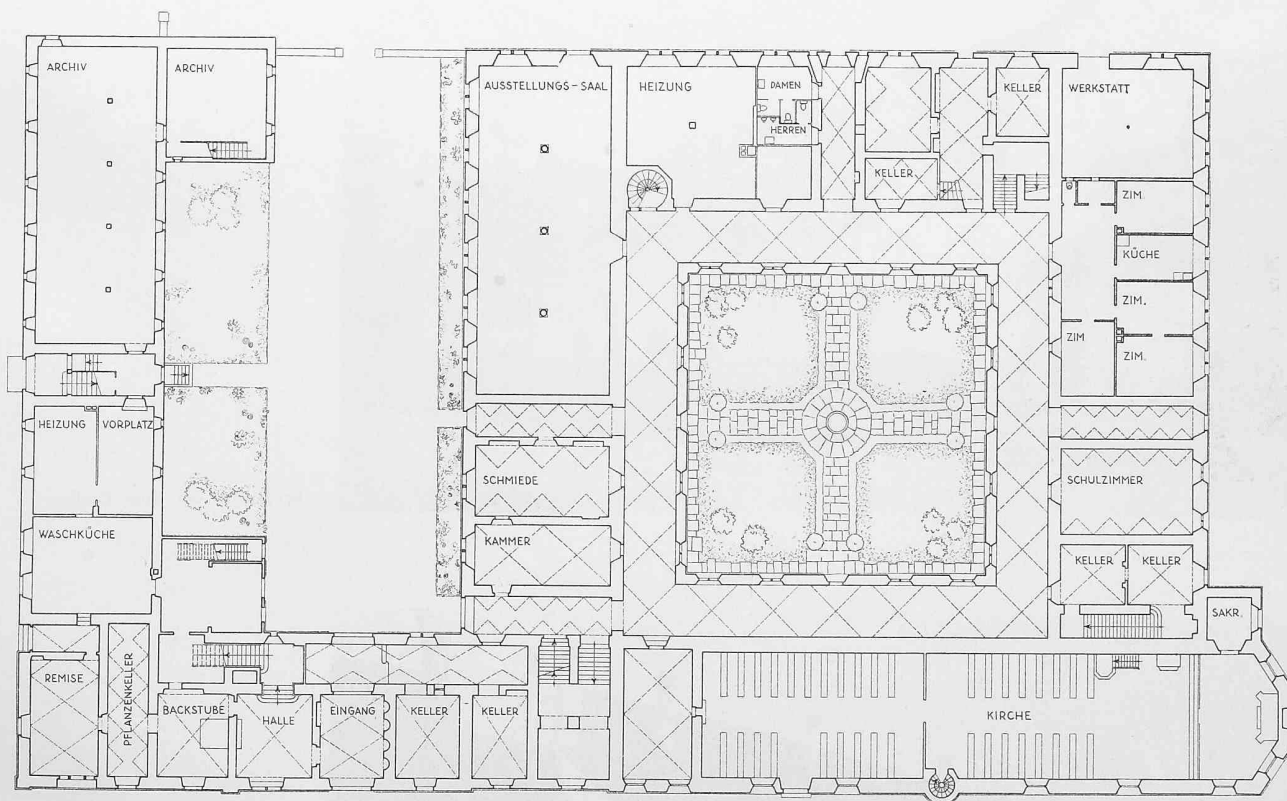 ARCHIV
ARCHIV
AUSSTELLUNGS-SAAL
HEIZUNG
DAMEN
HERREN
KELLER
KELLER
WERKSTATT
ZIM.
KÜCHE
ZIM.
ZIM
ZIM.
HEIZUNG
VORPLATZ
SCHMIEDE
SCHULZIMMER
WASCHKÜCHE
KAMMER
KELLER
KELLER
SAKR.
REMISE
PFLANZENKELLER
BACKSTUBE
HALLE
EINGANG
KELLER
KELLER
KIRCHE